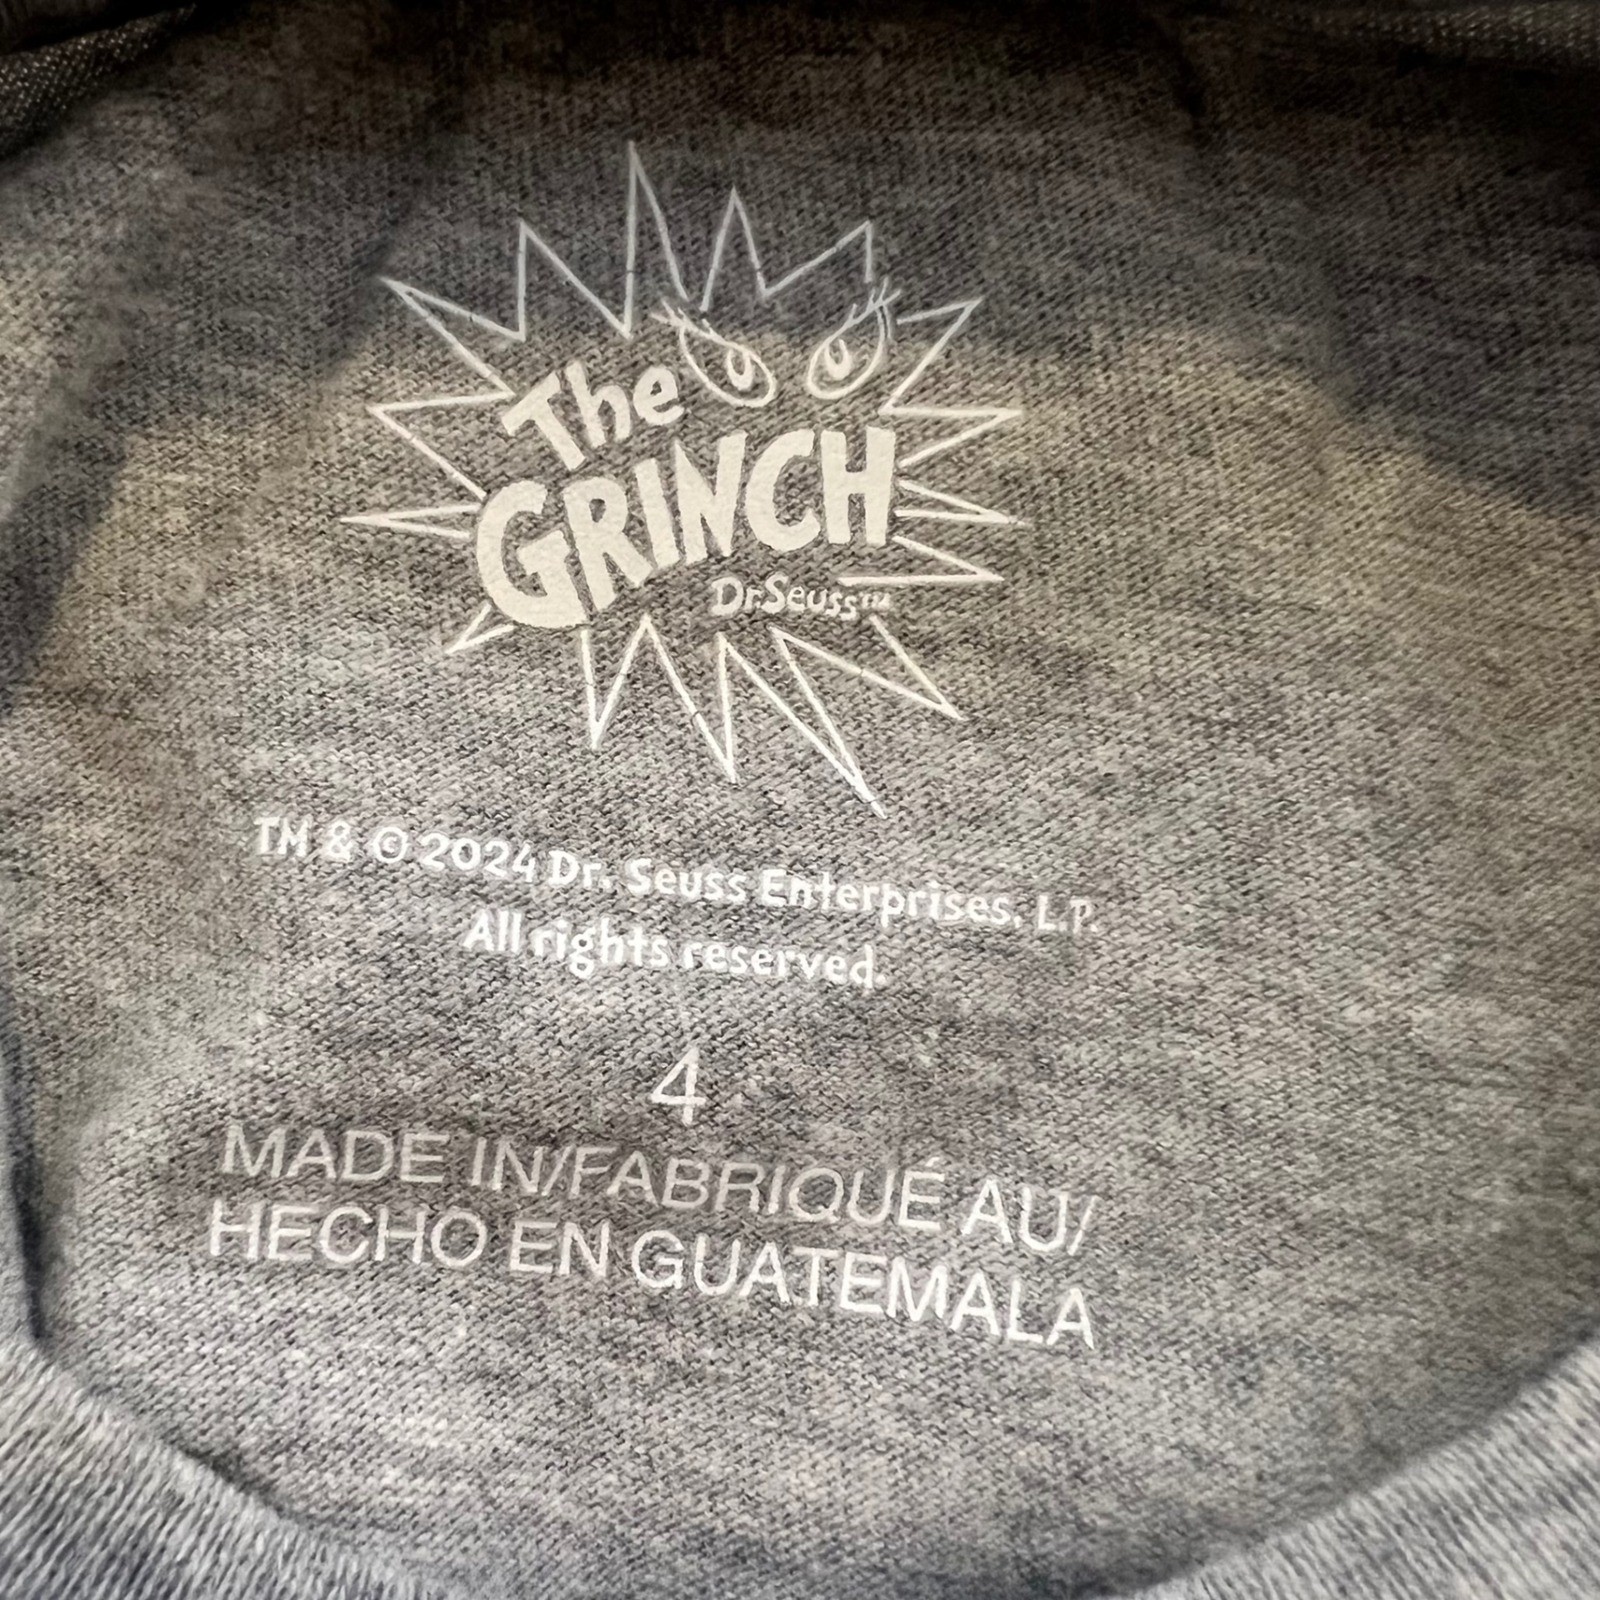 The
GRINCH
Dr. Seuss™
TM & © 2024 Dr. Seuss Enterprises, L.P.
All rights reserved.
4
MADE IN/FABRIQUÉ AU/
HECHO EN GUATEMALA